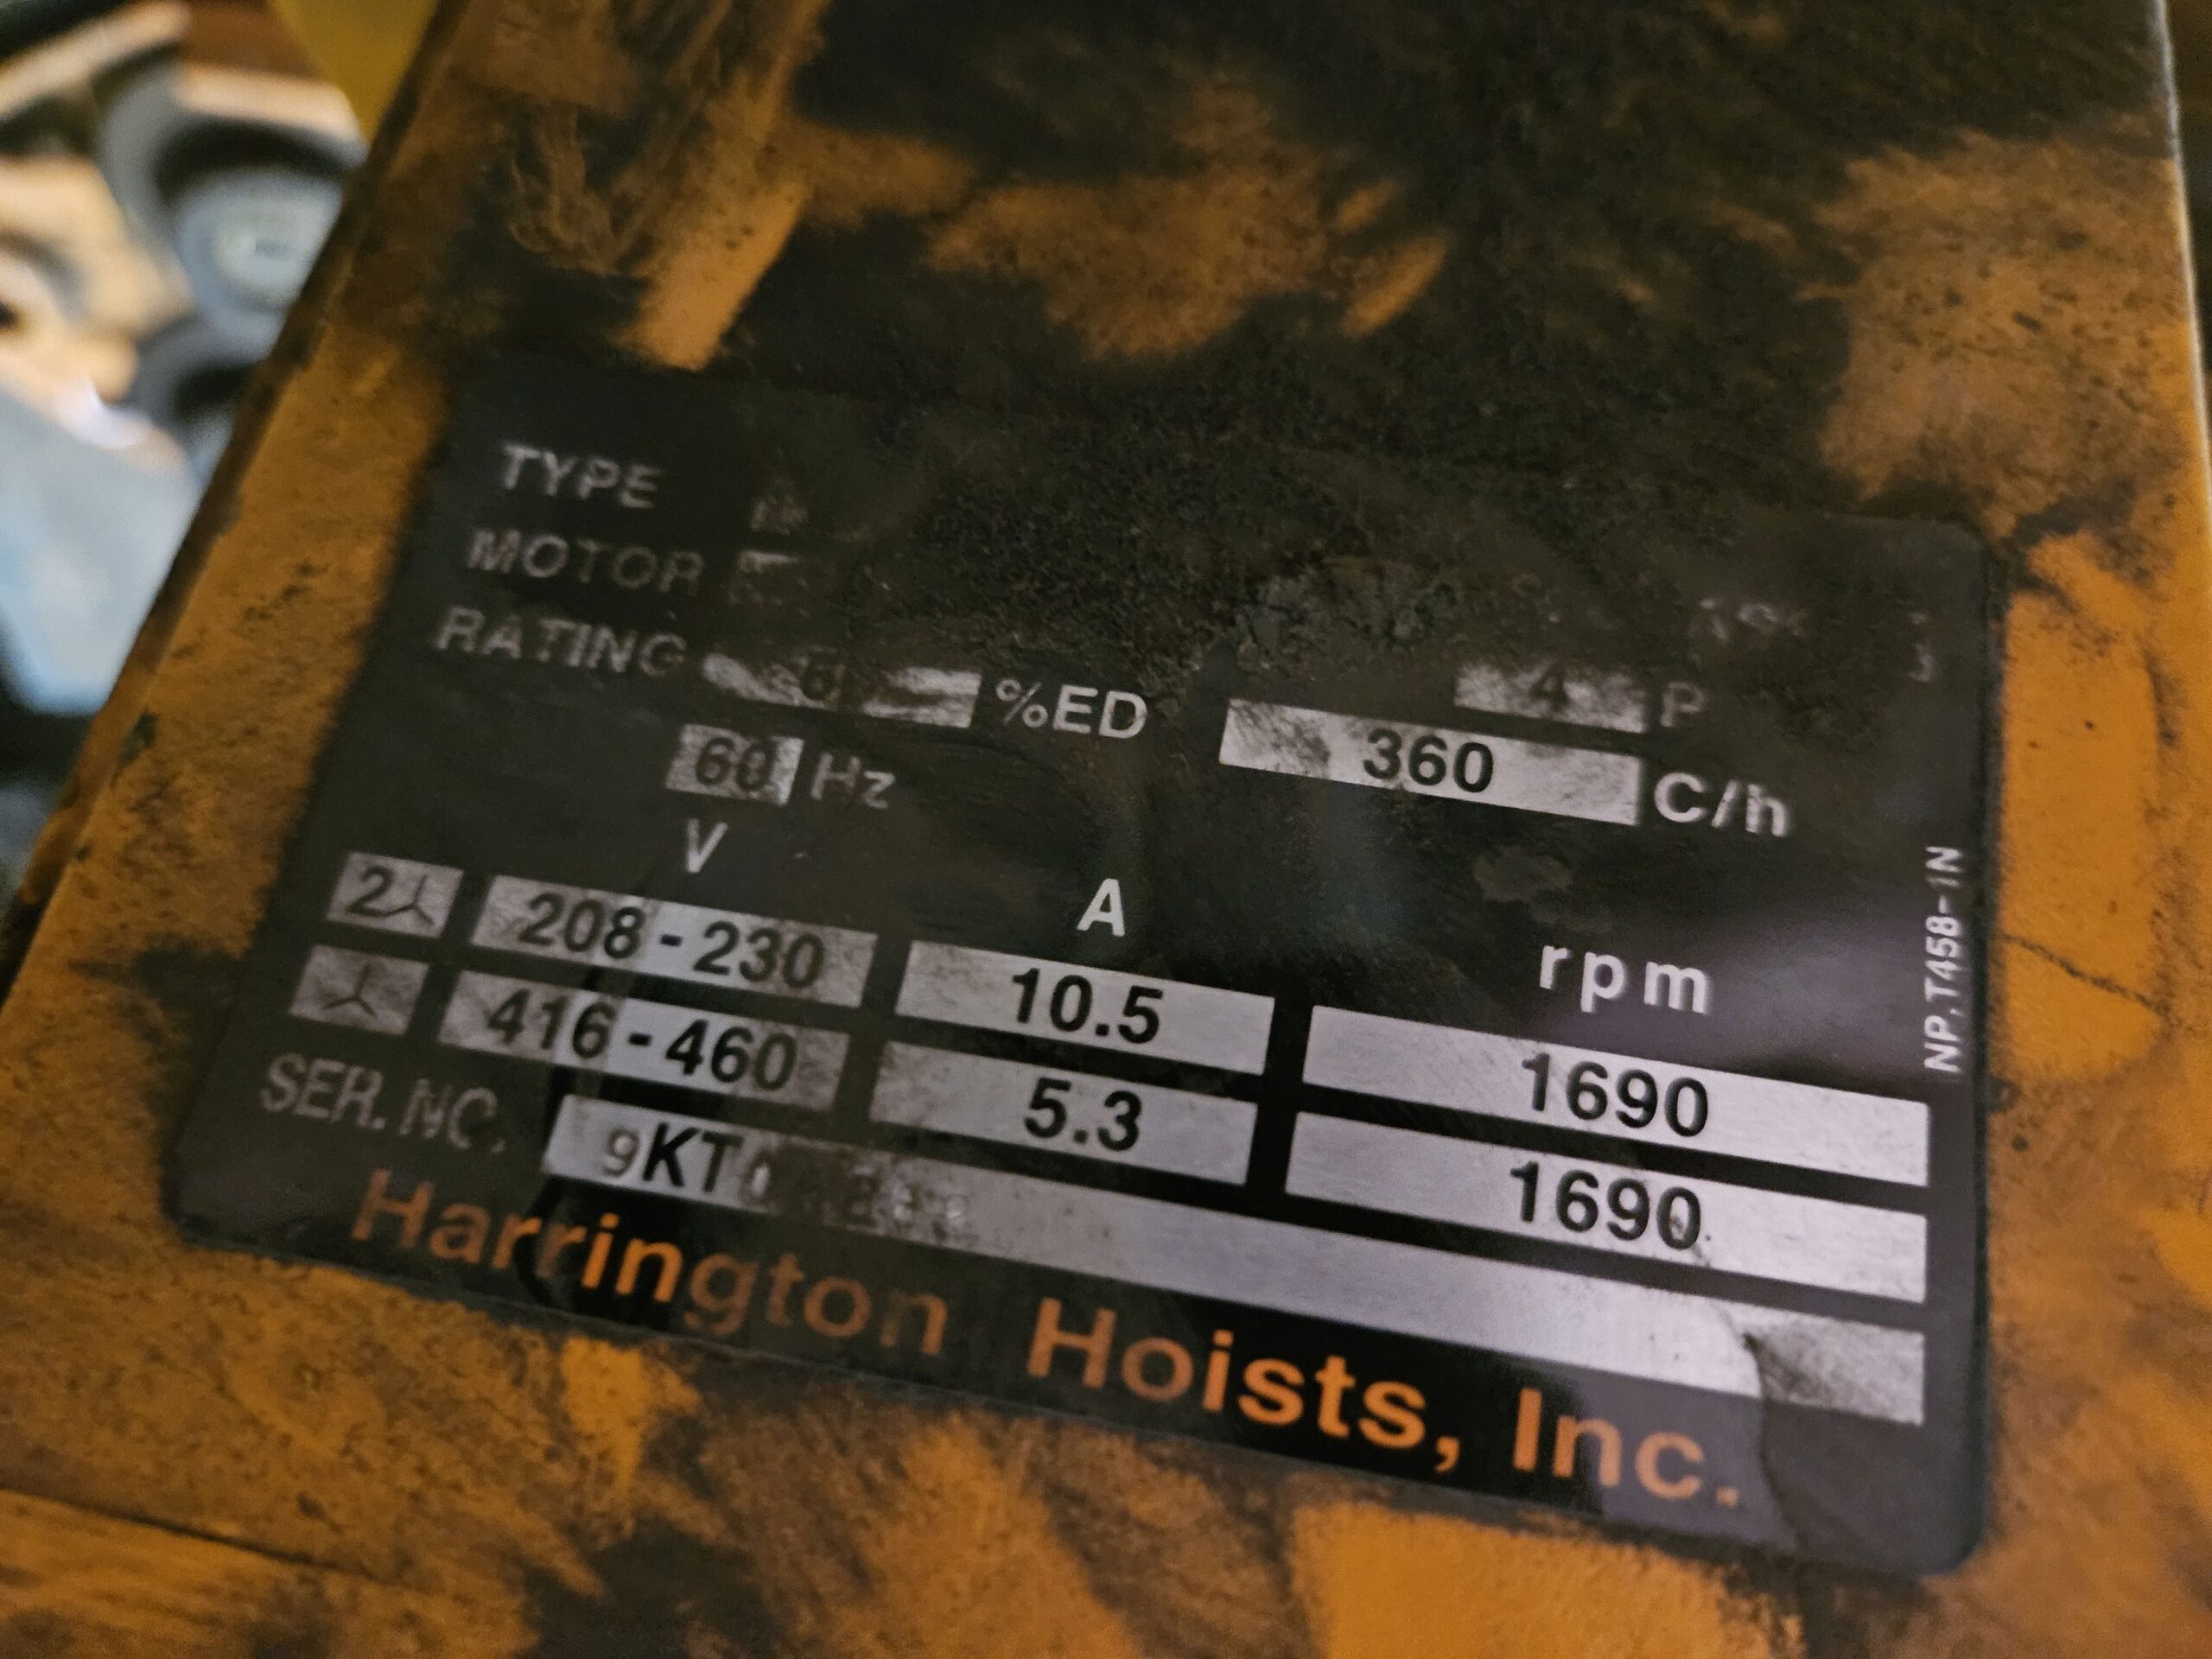 TYPE
MOTOR
RATING %ED 4 P
60 Hz 360 C/h
V A rpm
2 208-230 10.5 1690
416-460 5.3 1690
SER. NO.
Harrington Hoists, Inc.
NP.T458-1N